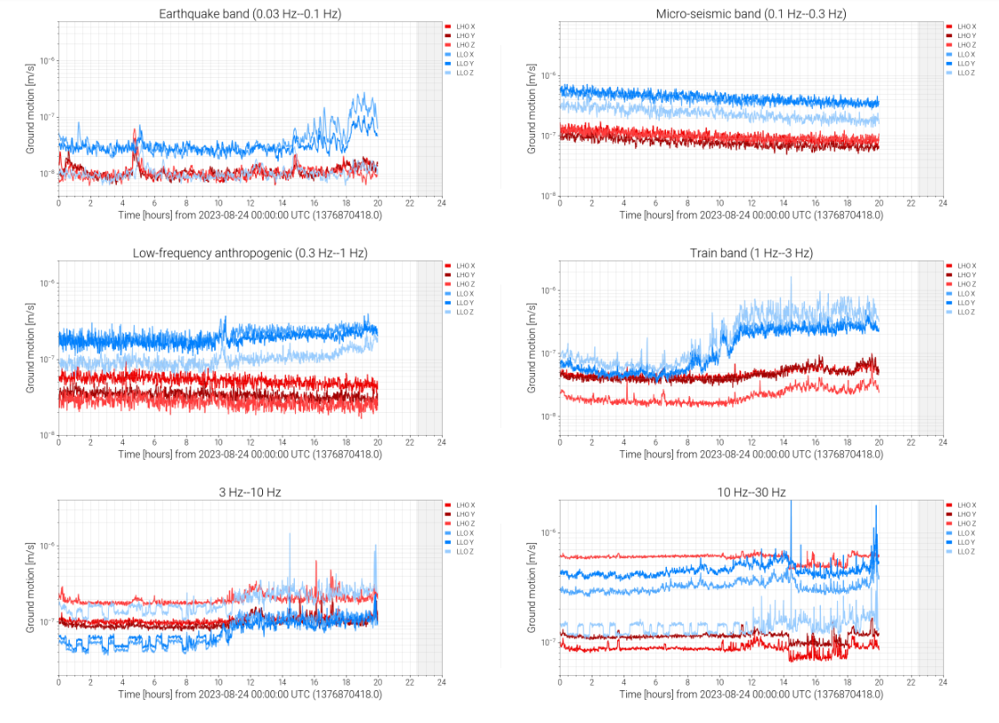 Earthquake band (0.03 Hz--0.1 Hz)
Ground motion [m/s]
10⁻⁶
10⁻⁷
10⁻⁸
0 2 4 6 8 10 12 14 16 18 20 22 24
Time [hours] from 2023-08-24 00:00:00 UTC (1376870418.0)
LHO X
LHO Y
LHO Z
LLO X
LLO Y
LLO Z
Micro-seismic band (0.1 Hz--0.3 Hz)
Ground motion [m/s]
10⁻⁶
10⁻⁷
10⁻⁸
0 2 4 6 8 10 12 14 16 18 20 22 24
Time [hours] from 2023-08-24 00:00:00 UTC (1376870418.0)
LHO X
LHO Y
LHO Z
LLO X
LLO Y
LLO Z
Low-frequency anthropogenic (0.3 Hz--1 Hz)
Ground motion [m/s]
10⁻⁶
10⁻⁷
10⁻⁸
0 2 4 6 8 10 12 14 16 18 20 22 24
Time [hours] from 2023-08-24 00:00:00 UTC (1376870418.0)
LHO X
LHO Y
LHO Z
LLO X
LLO Y
LLO Z
Train band (1 Hz--3 Hz)
Ground motion [m/s]
10⁻⁶
10⁻⁷
10⁻⁸
0 2 4 6 8 10 12 14 16 18 20 22 24
Time [hours] from 2023-08-24 00:00:00 UTC (1376870418.0)
LHO X
LHO Y
LHO Z
LLO X
LLO Y
LLO Z
3 Hz--10 Hz
Ground motion [m/s]
10⁻⁶
10⁻⁷
0 2 4 6 8 10 12 14 16 18 20 22 24
Time [hours] from 2023-08-24 00:00:00 UTC (1376870418.0)
LHO X
LHO Y
LHO Z
LLO X
LLO Y
LLO Z
10 Hz--30 Hz
Ground motion [m/s]
10⁻⁶
10⁻⁷
0 2 4 6 8 10 12 14 16 18 20 22 24
Time [hours] from 2023-08-24 00:00:00 UTC (1376870418.0)
LHO X
LHO Y
LHO Z
LLO X
LLO Y
LLO Z